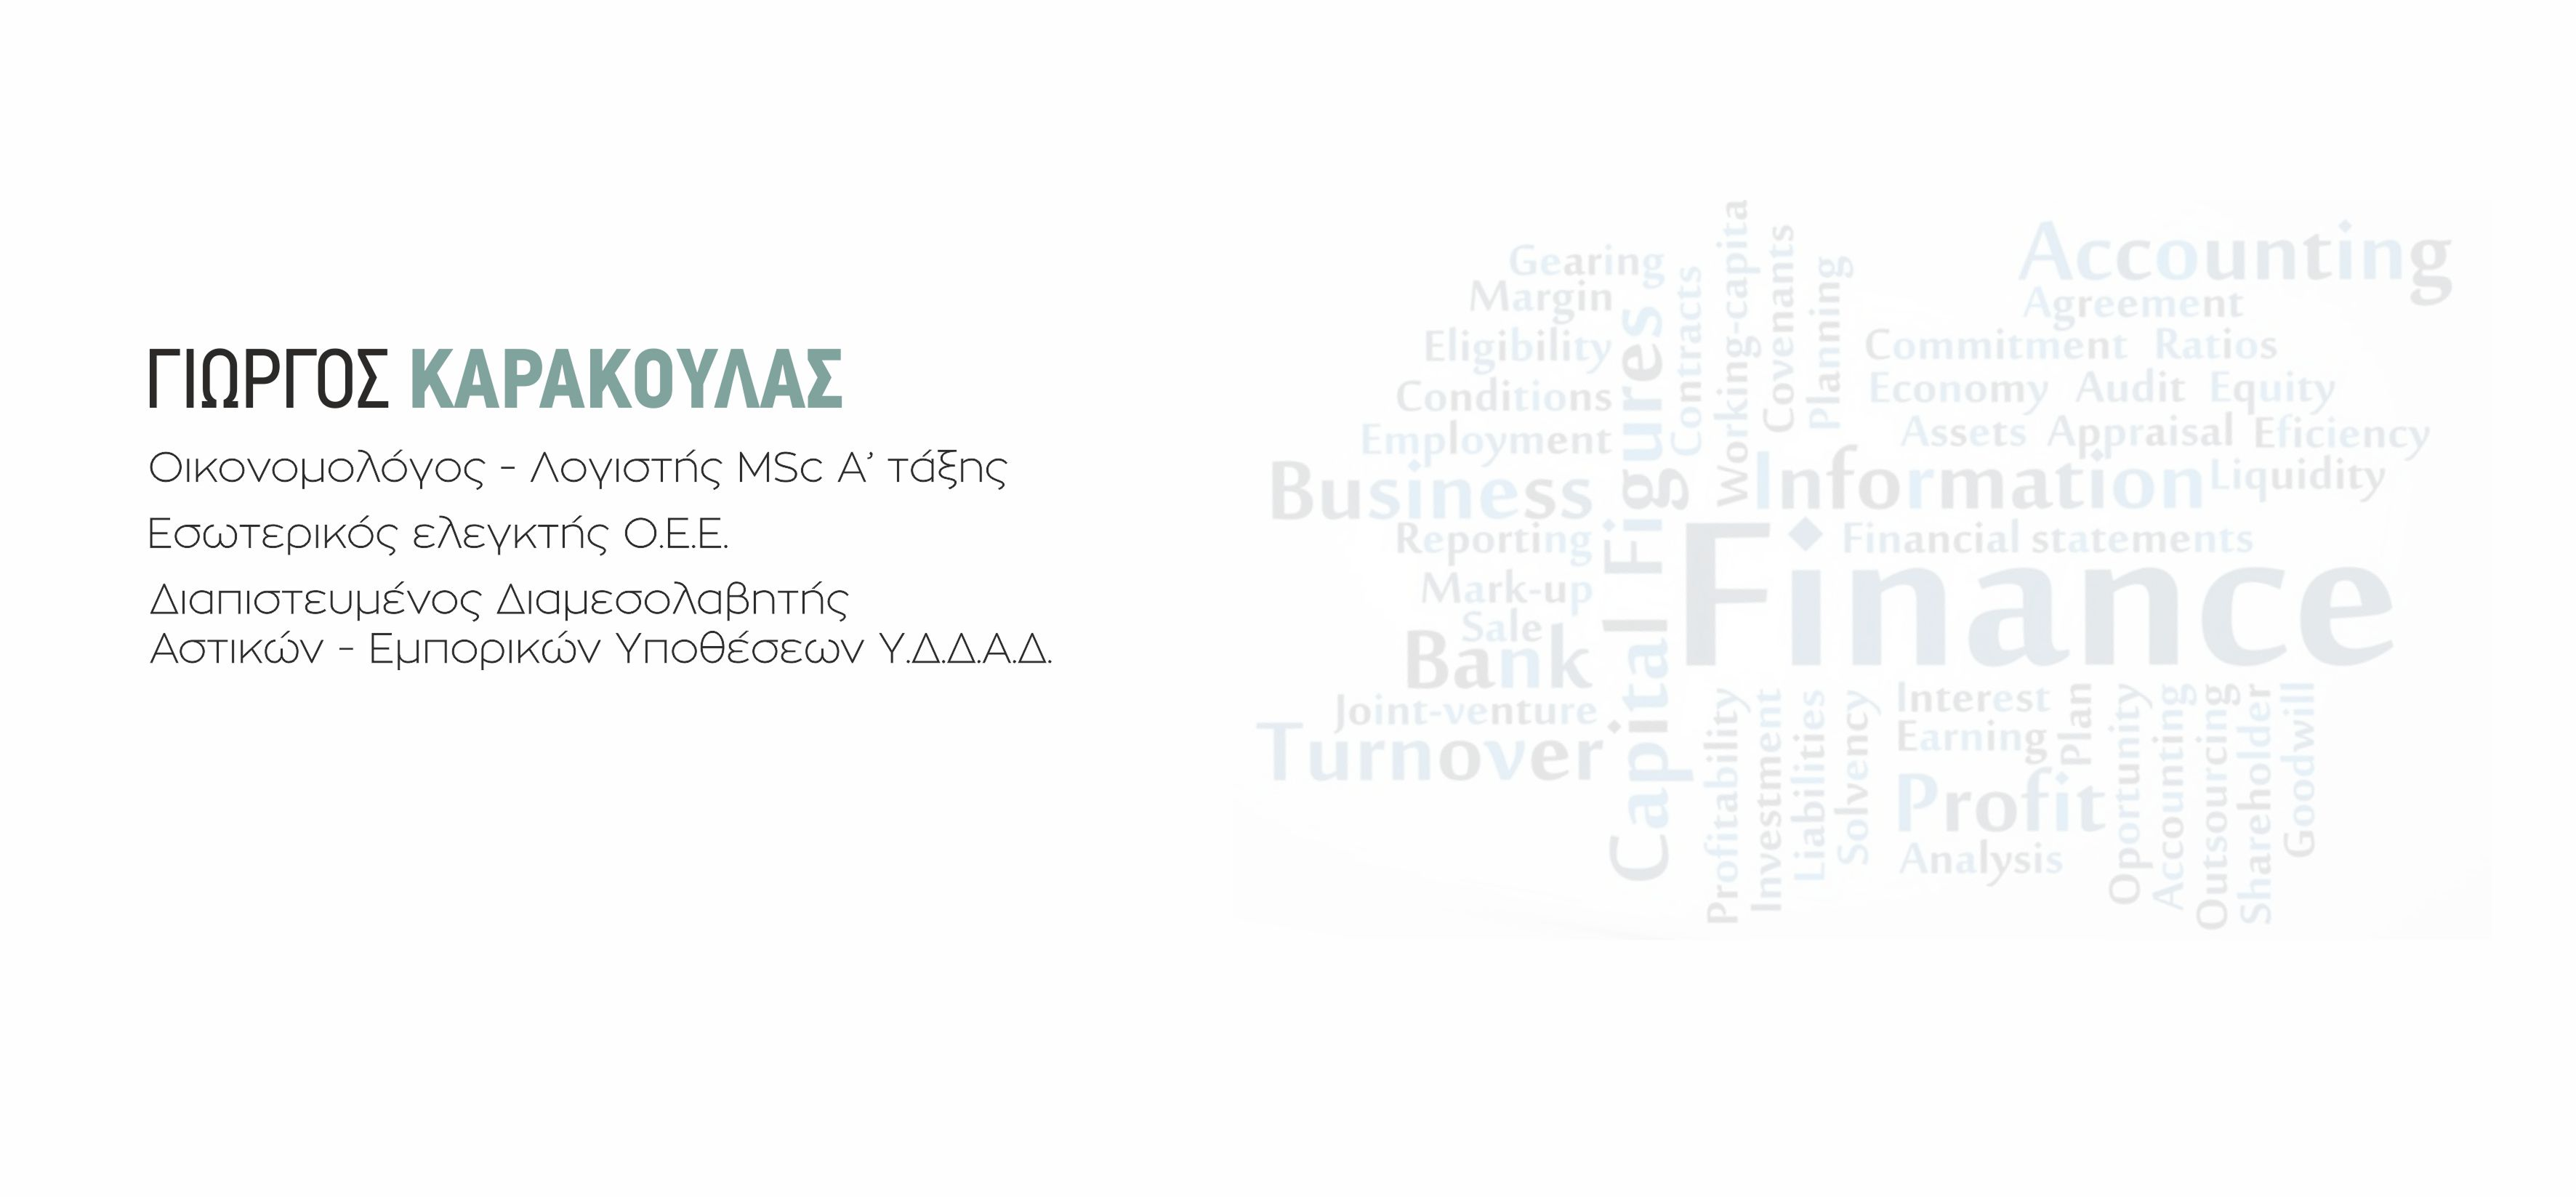 ΓΙΩΡΓΟΣ ΚΑΡΑΚΟΥΛΑΣ
Οικονομολόγος - Λογιστής MSc Α’ τάξης
Εσωτερικός ελεγκτής Ο.Ε.Ε.
Διαπιστευμένος Διαμεσολαβητής
Αστικών - Εμπορικών Υποθέσεων Υ.Δ.Δ.Α.Δ.
Gearing
Margin
Eligibility
Conditions
Employment
Business
Reporting
Mark-up
Sale
Bank
Joint-venture
Turnover
Capital Figures
Contracts
Working-capita
Covenants
Planning
Accounting
Agreement
Commitment Ratios
Economy Audit Equity
Assets Appraisal Eficiency
Information Liquidity
Financial statements
Finance
Profitability
Investment
Liabilities
Solvency
Interest
Earning
Plan
Profit
Analysis
Oportunity
Accounting
Outsourcing
Shareholder
Goodwill